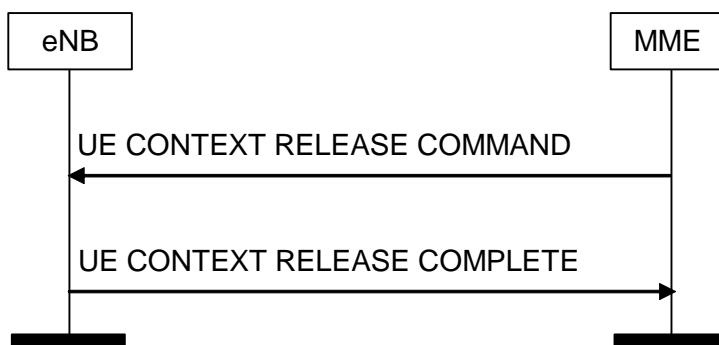 eNB
MME
UE CONTEXT RELEASE COMMAND
UE CONTEXT RELEASE COMPLETE